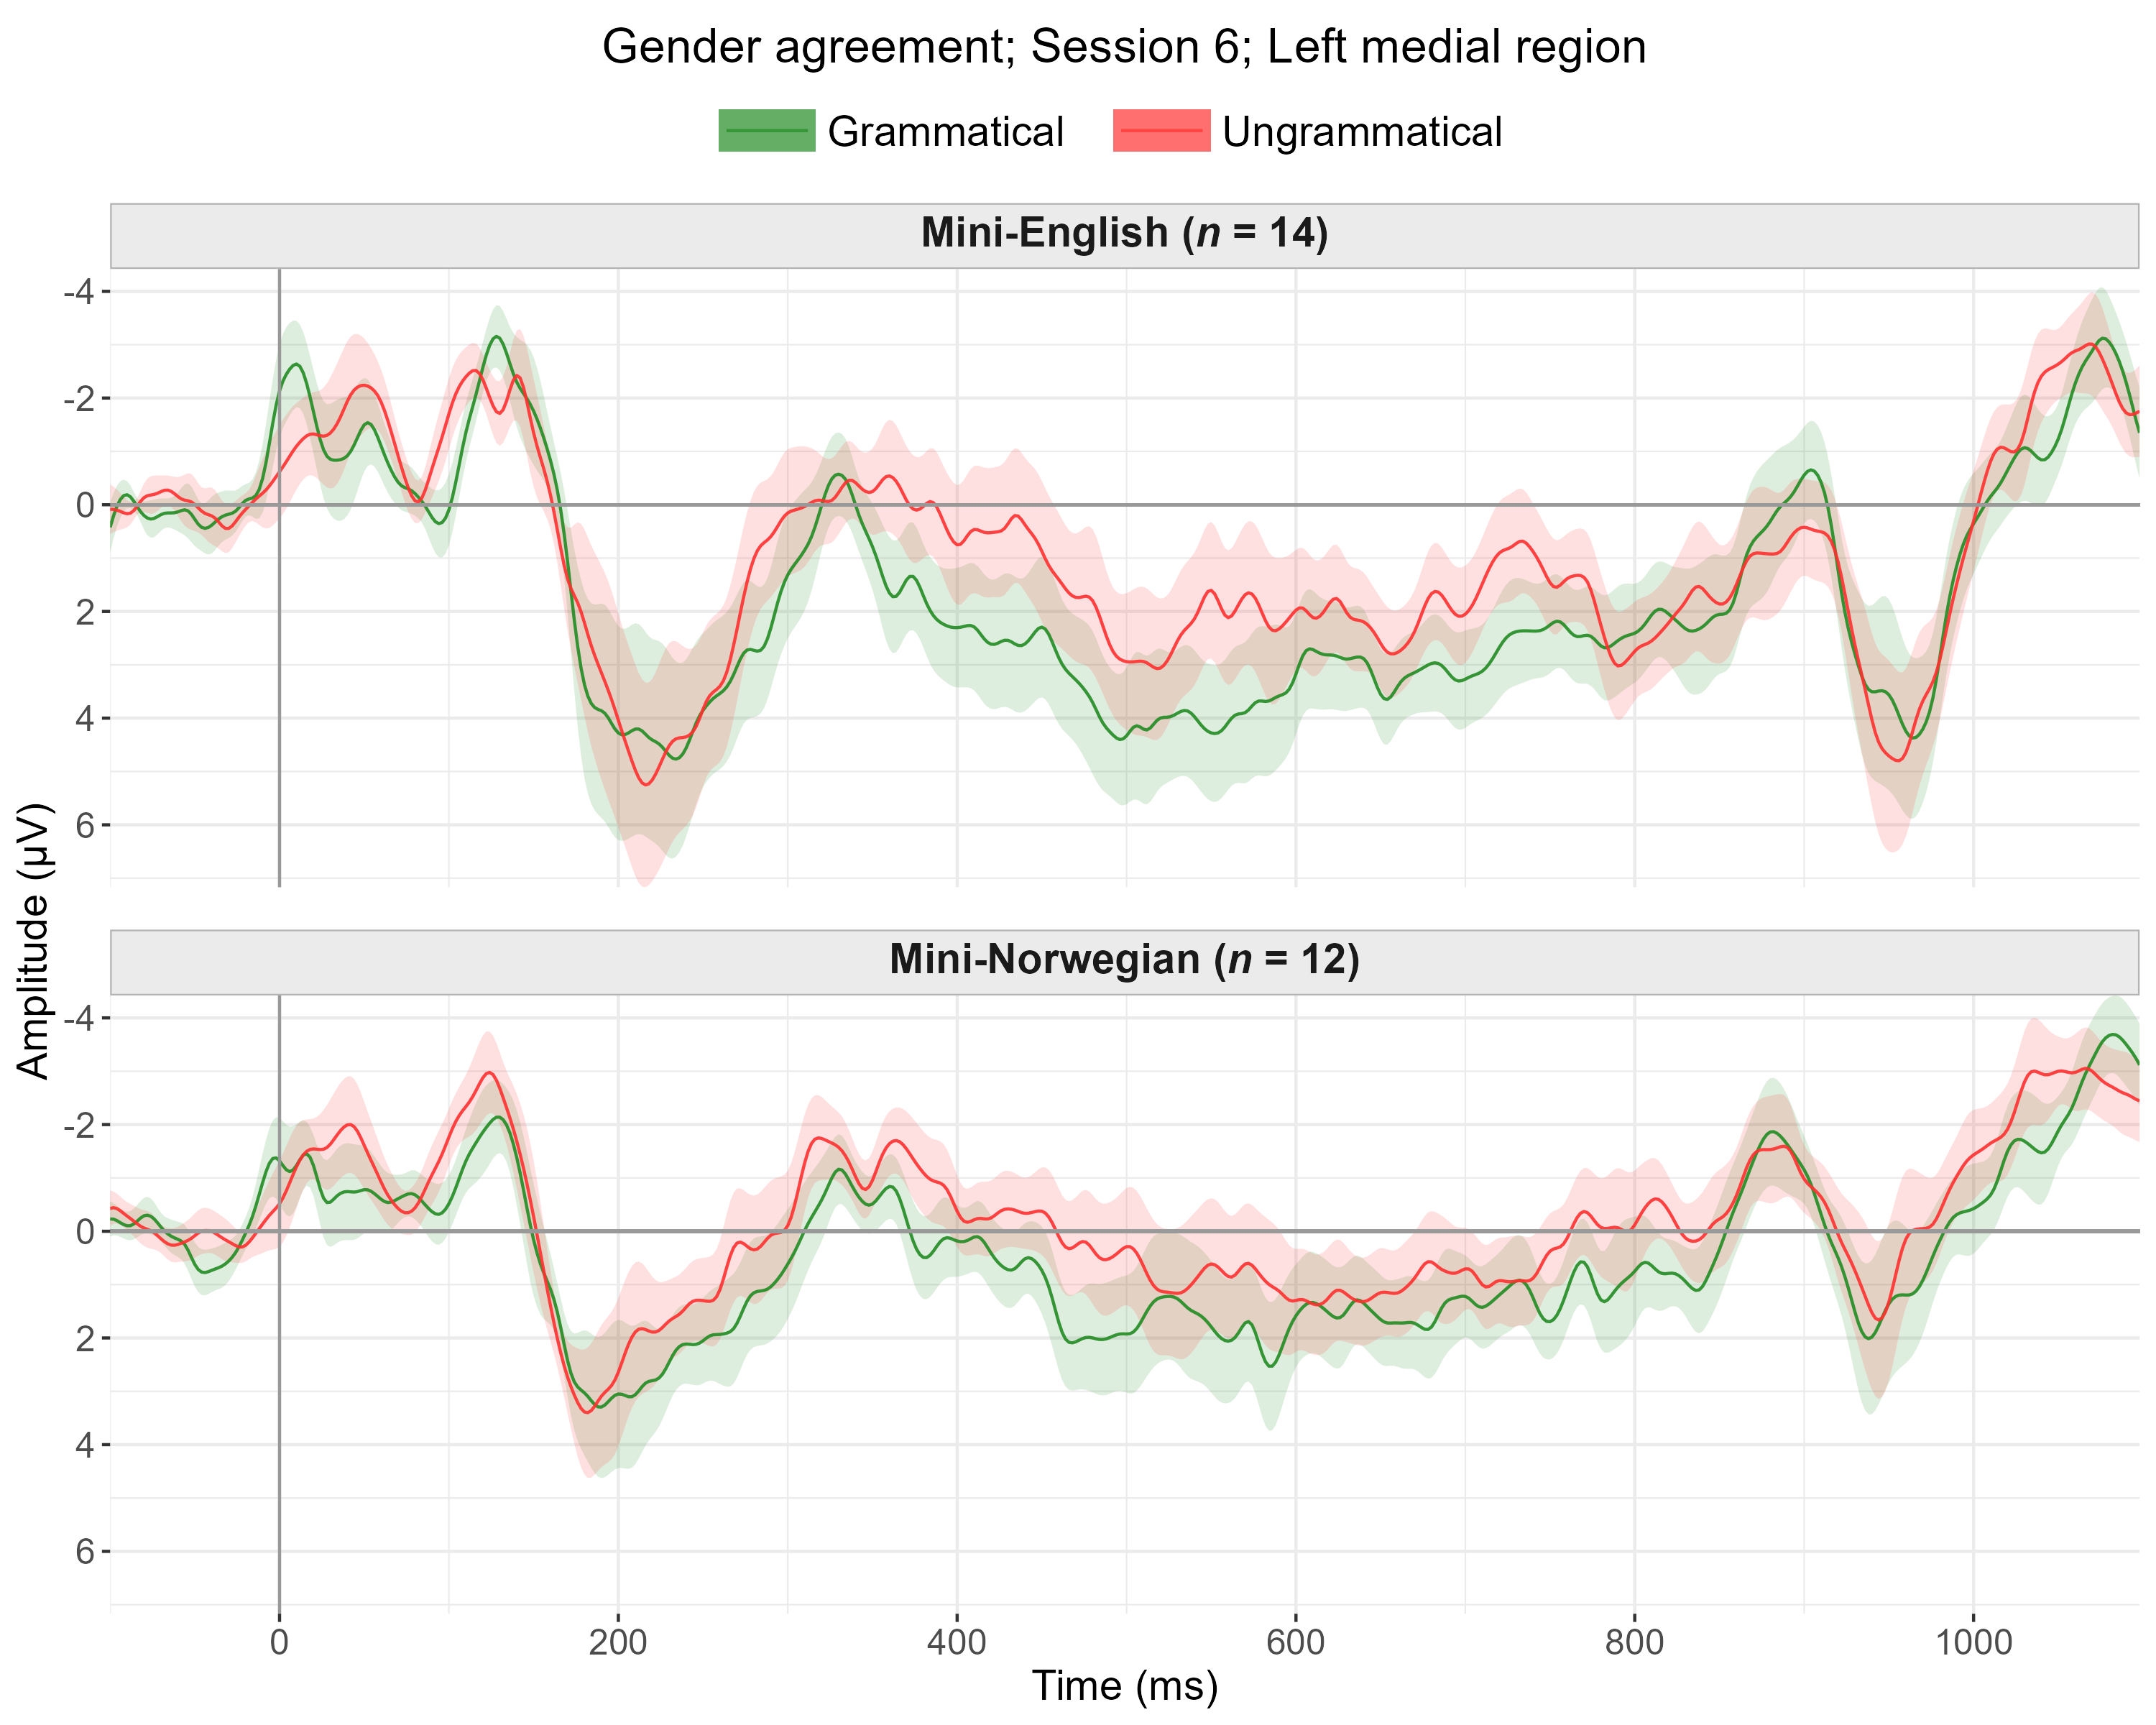 Gender agreement; Session 6; Left medial region
Grammatical Ungrammatical
Mini-English (n = 14)
-4
-2
0
2
4
6
Mini-Norwegian (n = 12)
-4
-2
0
2
4
6
0 200 400 600 800 1000
Time (ms)
Amplitude (µV)